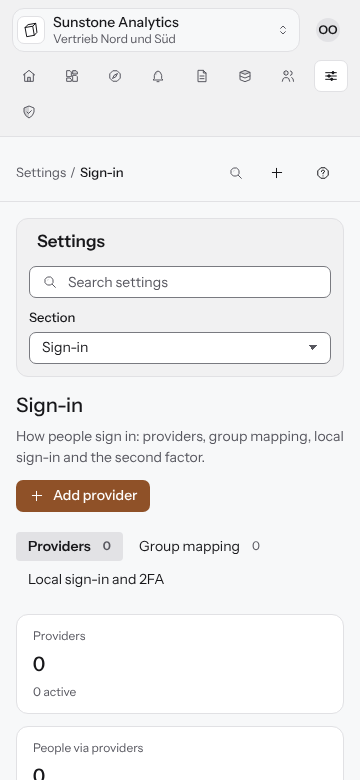 Sunstone Analytics
Vertrieb Nord und Süd
OO
Settings / Sign-in
Settings
Search settings
Section
Sign-in
Sign-in
How people sign in: providers, group mapping, local
sign-in and the second factor.
Add provider
Providers 0
Group mapping 0
Local sign-in and 2FA
Providers
0
0 active
People via providers
0